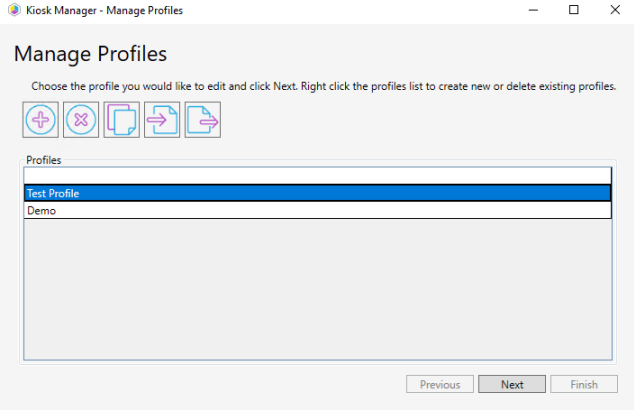 Kiosk Manager - Manage Profiles
Manage Profiles
Choose the profile you would like to edit and click Next. Right click the profiles list to create new or delete existing profiles.
Profiles
Test Profile
Demo
Previous Next Finish